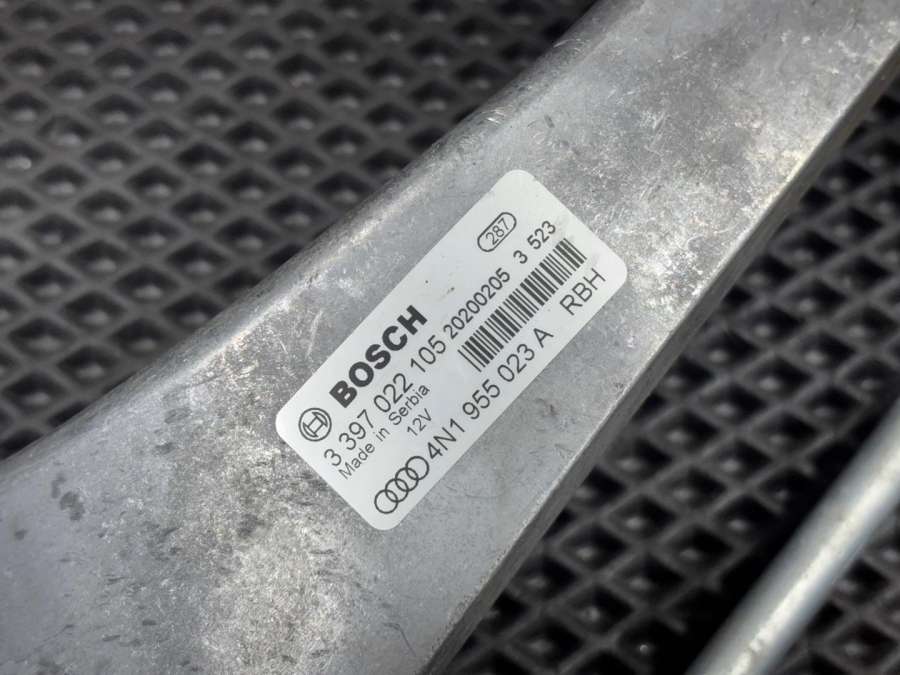 287
BOSCH
3 397 022 105 20200205 3 523
Made in Serbia
12V
4N1 955 023 A RBH